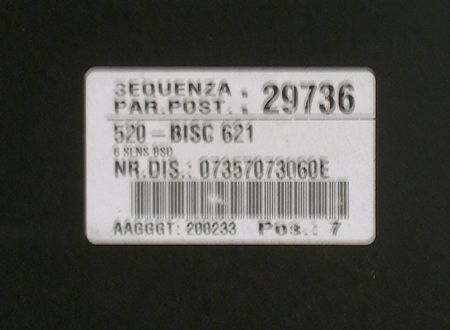 SEQUENZA : 29736
PAR.POST. :
520-BISC 621
6 SENS BSD
NR.DIS.: 07357073060E
AAGGGT: 200233 Pos.: 7